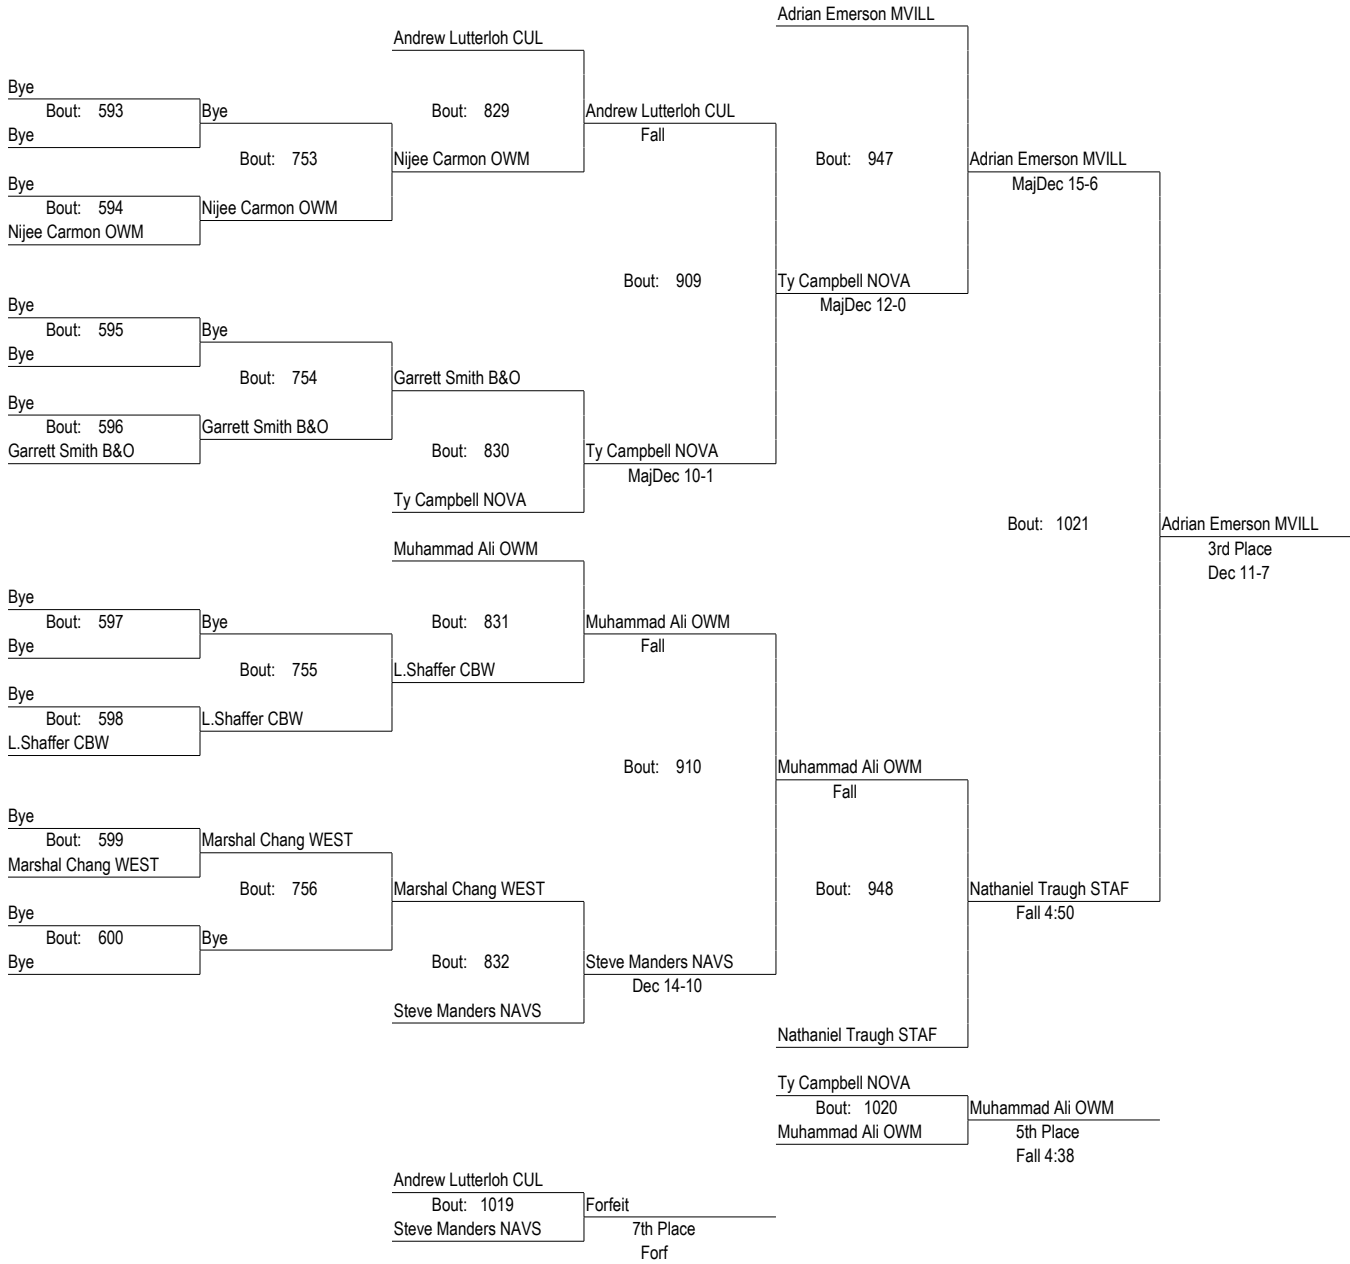 Adrian Emerson MVILL
Andrew Lutterloh CUL
Bye
Bout: 593
Bye
Bout: 829
Andrew Lutterloh CUL
Bye
Fall
Bout: 753
Nijee Carmon OWM
Bout: 947
Adrian Emerson MVILL
Bye
MajDec 15-6
Bout: 594
Nijee Carmon OWM
Nijee Carmon OWM
Bout: 909
Ty Campbell NOVA
Bye
MajDec 12-0
Bout: 595
Bye
Bye
Bout: 754
Garrett Smith B&O
Bye
Bout: 596
Garrett Smith B&O
Garrett Smith B&O
Bout: 830
Ty Campbell NOVA
MajDec 10-1
Ty Campbell NOVA
Bout: 1021
Adrian Emerson MVILL
3rd Place
Dec 11-7
Muhammad Ali OWM
Bye
Bout: 597
Bye
Bout: 831
Muhammad Ali OWM
Bye
Fall
Bout: 755
L.Shaffer CBW
Bye
Bout: 598
L.Shaffer CBW
L.Shaffer CBW
Bout: 910
Muhammad Ali OWM
Fall
Bye
Bout: 599
Marshal Chang WEST
Marshal Chang WEST
Bout: 756
Marshal Chang WEST
Bout: 948
Nathaniel Traugh STAF
Fall 4:50
Bye
Bout: 600
Bye
Bye
Bout: 832
Steve Manders NAVS
Dec 14-10
Steve Manders NAVS
Nathaniel Traugh STAF
Ty Campbell NOVA
Bout: 1020
Muhammad Ali OWM
Muhammad Ali OWM
5th Place
Fall 4:38
Andrew Lutterloh CUL
Bout: 1019
Forfeit
Steve Manders NAVS
7th Place
Forf